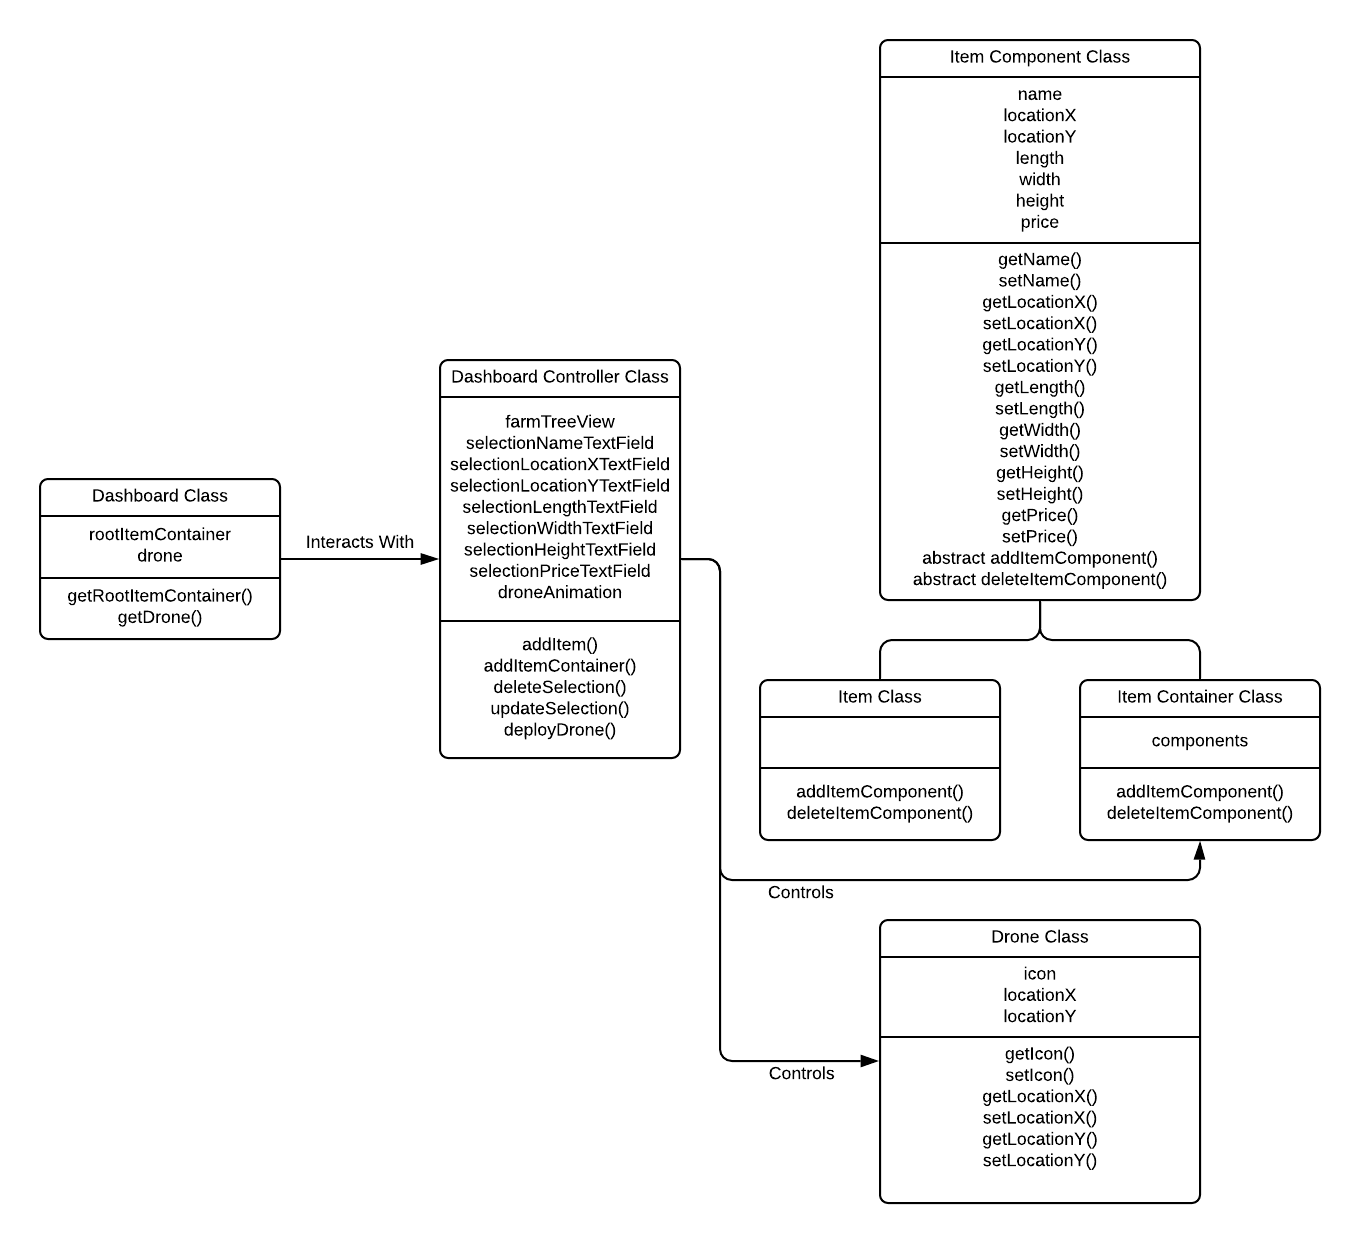 Item Component Class
name
locationX
locationY
length
width
height
price
getName()
setName()
getLocationX()
setLocationX()
getLocationY()
setLocationY()
getLength()
setLength()
getWidth()
setWidth()
getHeight()
setHeight()
getPrice()
setPrice()
abstract addItemComponent()
abstract deleteItemComponent()
Dashboard Controller Class
farmTreeView
selectionNameTextField
selectionLocationXTextField
selectionLocationYTextField
selectionLengthTextField
selectionWidthTextField
selectionHeightTextField
selectionPriceTextField
droneAnimation
addItem()
addItemContainer()
deleteSelection()
updateSelection()
deployDrone()
Dashboard Class
rootItemContainer
drone
getRootItemContainer()
getDrone()
Interacts With
Item Class
addItemComponent()
deleteItemComponent()
Item Container Class
components
addItemComponent()
deleteItemComponent()
Controls
Drone Class
icon
locationX
locationY
getIcon()
setIcon()
getLocationX()
setLocationX()
getLocationY()
setLocationY()
Controls